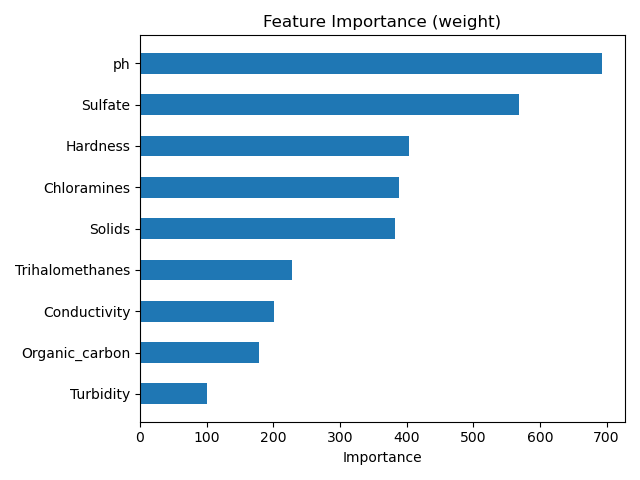 Feature Importance (weight)
ph
Sulfate
Hardness
Chloramines
Solids
Trihalomethanes
Conductivity
Organic_carbon
Turbidity
0 100 200 300 400 500 600 700
Importance